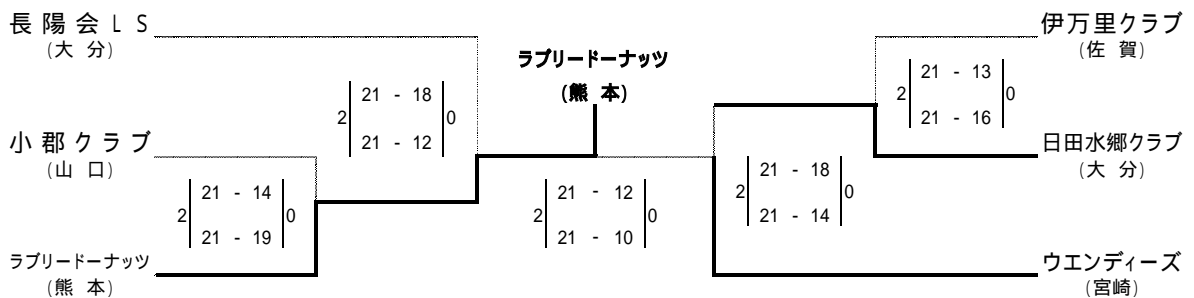 長陽会LS
(大 分)
小郡クラブ
(山 口)
ラブリードーナッツ
(熊 本)
2
21 - 18
21 - 12
0
2
21 - 14
21 - 19
0
ラブリードーナッツ
(熊 本)
2
21 - 12
21 - 10
0
2
21 - 13
21 - 16
0
2
21 - 18
21 - 14
0
伊万里クラブ
(佐 賀)
日田水郷クラブ
(大 分)
ウエンディーズ
(宮崎)